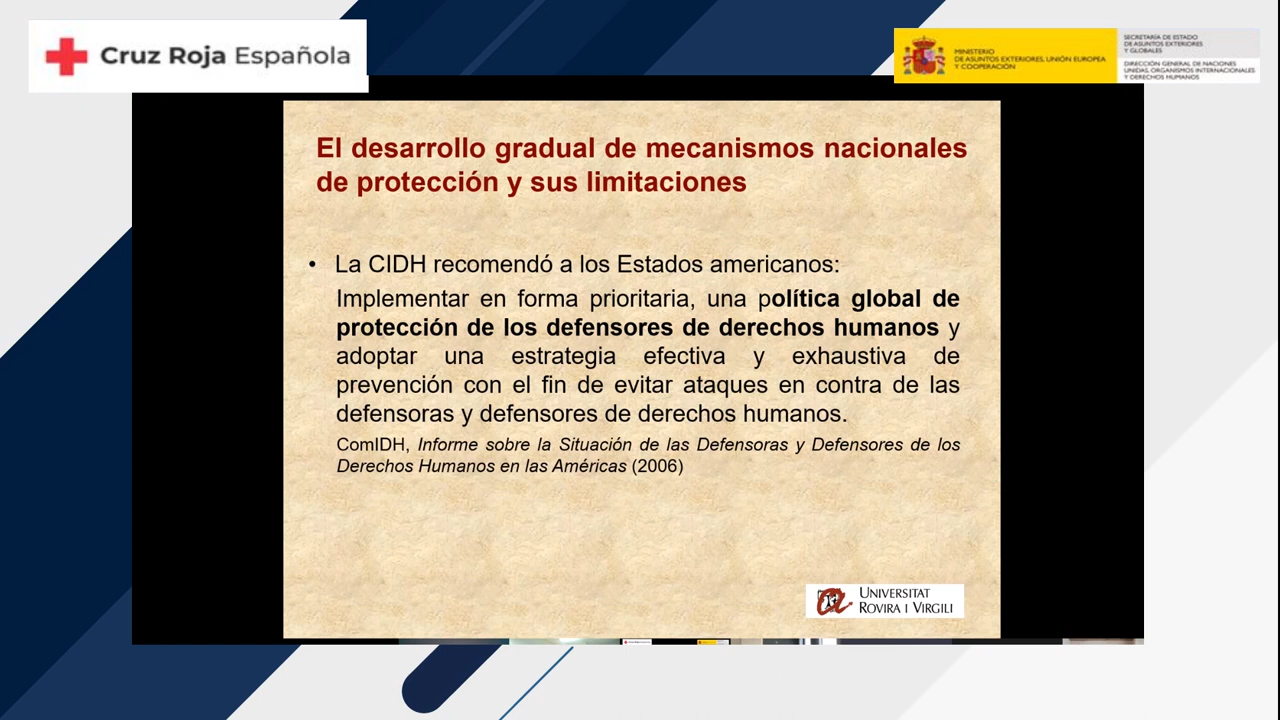 Cruz Roja Española
MINISTERIO
DE ASUNTOS EXTERIORES, UNIÓN EUROPEA
Y COOPERACIÓN
SECRETARÍA DE ESTADO
DE ASUNTOS EXTERIORES
Y GLOBALES
DIRECCIÓN GENERAL DE NACIONES
UNIDAS, ORGANISMOS INTERNACIONALES
Y DERECHOS HUMANOS
El desarrollo gradual de mecanismos nacionales
de protección y sus limitaciones
• La CIDH recomendó a los Estados americanos:
Implementar en forma prioritaria, una política global de
protección de los defensores de derechos humanos y
adoptar una estrategia efectiva y exhaustiva de
prevención con el fin de evitar ataques en contra de las
defensoras y defensores de derechos humanos.
ComIDH, Informe sobre la Situación de las Defensoras y Defensores de los
Derechos Humanos en las Américas (2006)
UNIVERSITAT
ROVIRA I VIRGILI